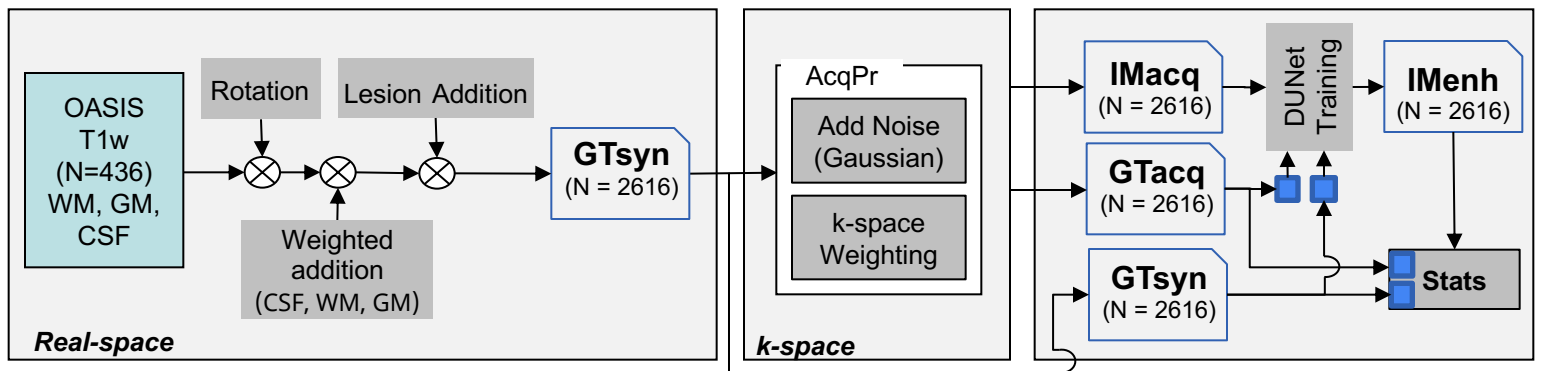 OASIS
T1w
(N=436)
WM, GM,
CSF
Rotation
Lesion Addition
Weighted
addition
(CSF, WM, GM)
GTsyn
(N = 2616)
Real-space
AcqPr
Add Noise
(Gaussian)
k-space
Weighting
k-space
IMacq
(N = 2616)
GTacq
(N = 2616)
GTsyn
(N = 2616)
DUNet
Training
IMenh
(N = 2616)
Stats